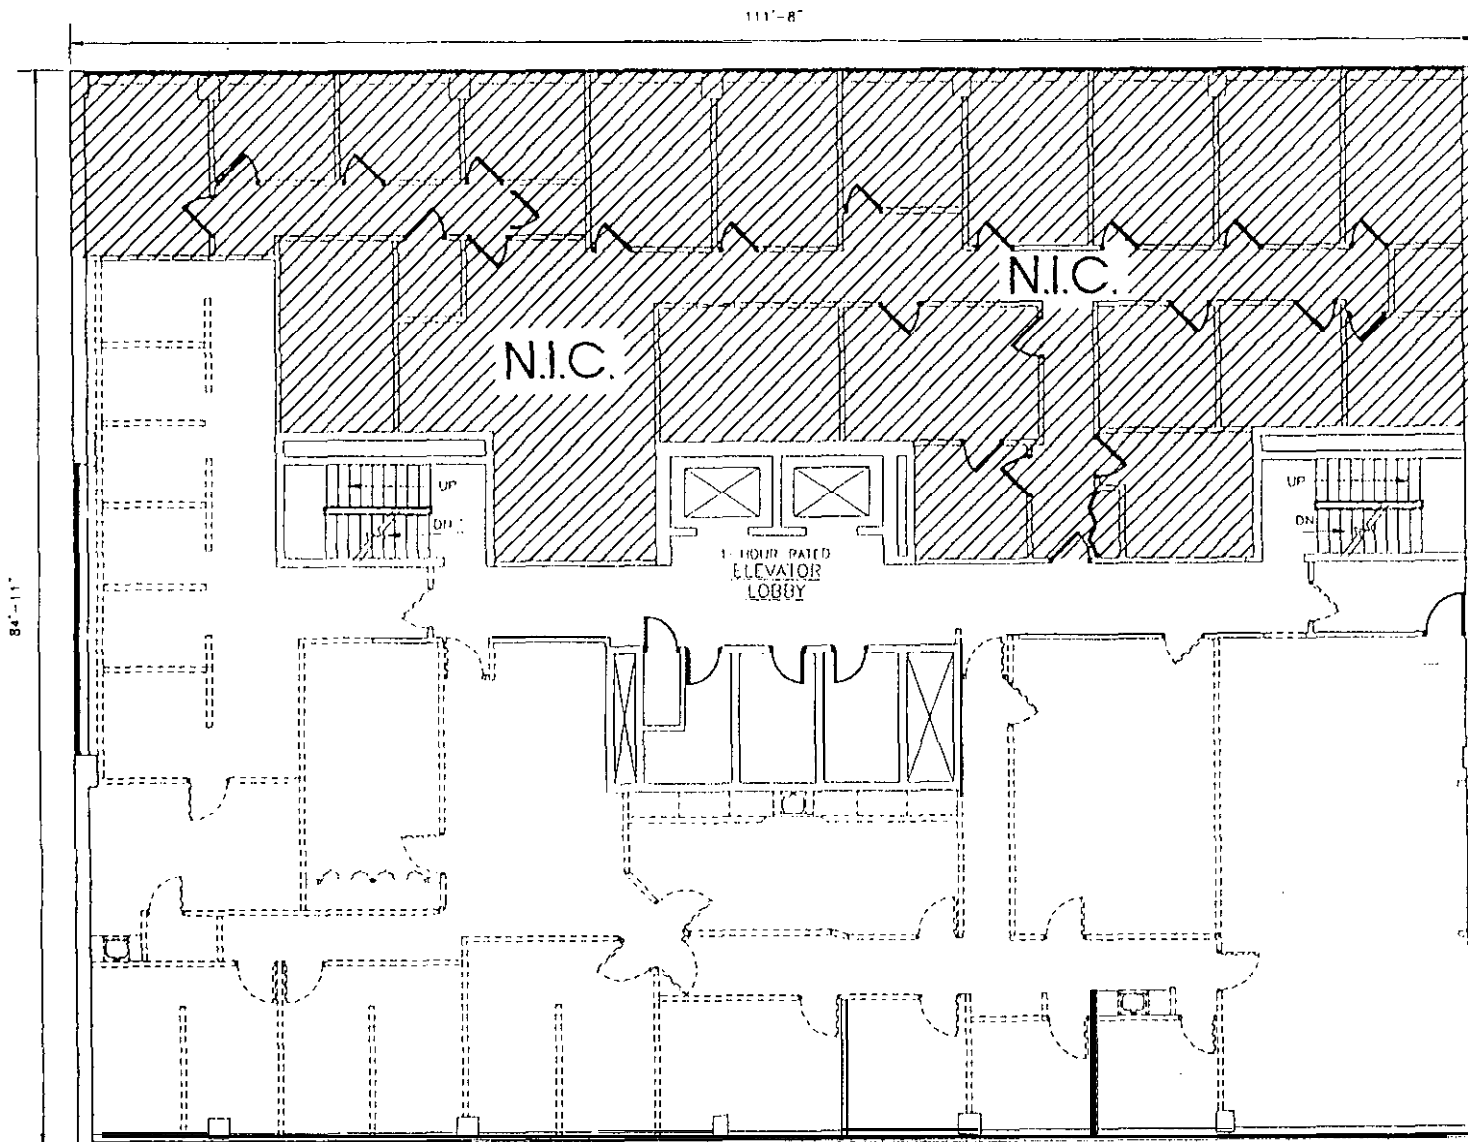 111'-8"
N.I.C.
N.I.C.
UP
DN
UP
DN
1-HOUR RATED
ELEVATOR
LOBBY
84'-11"